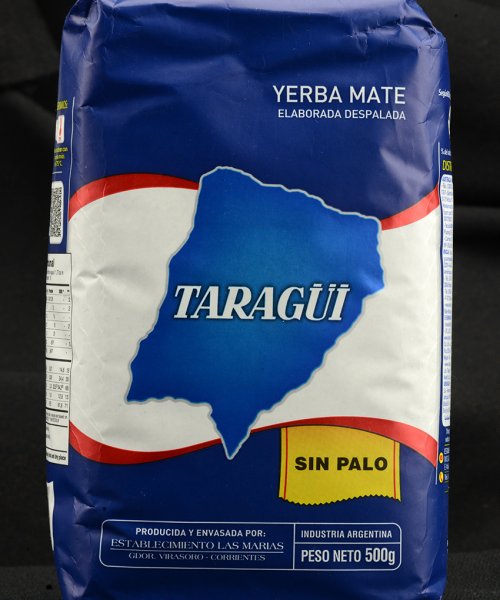 YERBA MATE
ELABORADA DESPALADA
TARAGÜÏ
SIN PALO
PRODUCIDA Y ENVASADA POR:
ESTABLECIMIENTO LAS MARIAS
GDOR. VIRASORO - CORRIENTES
INDUSTRIA ARGENTINA
PESO NETO 500g